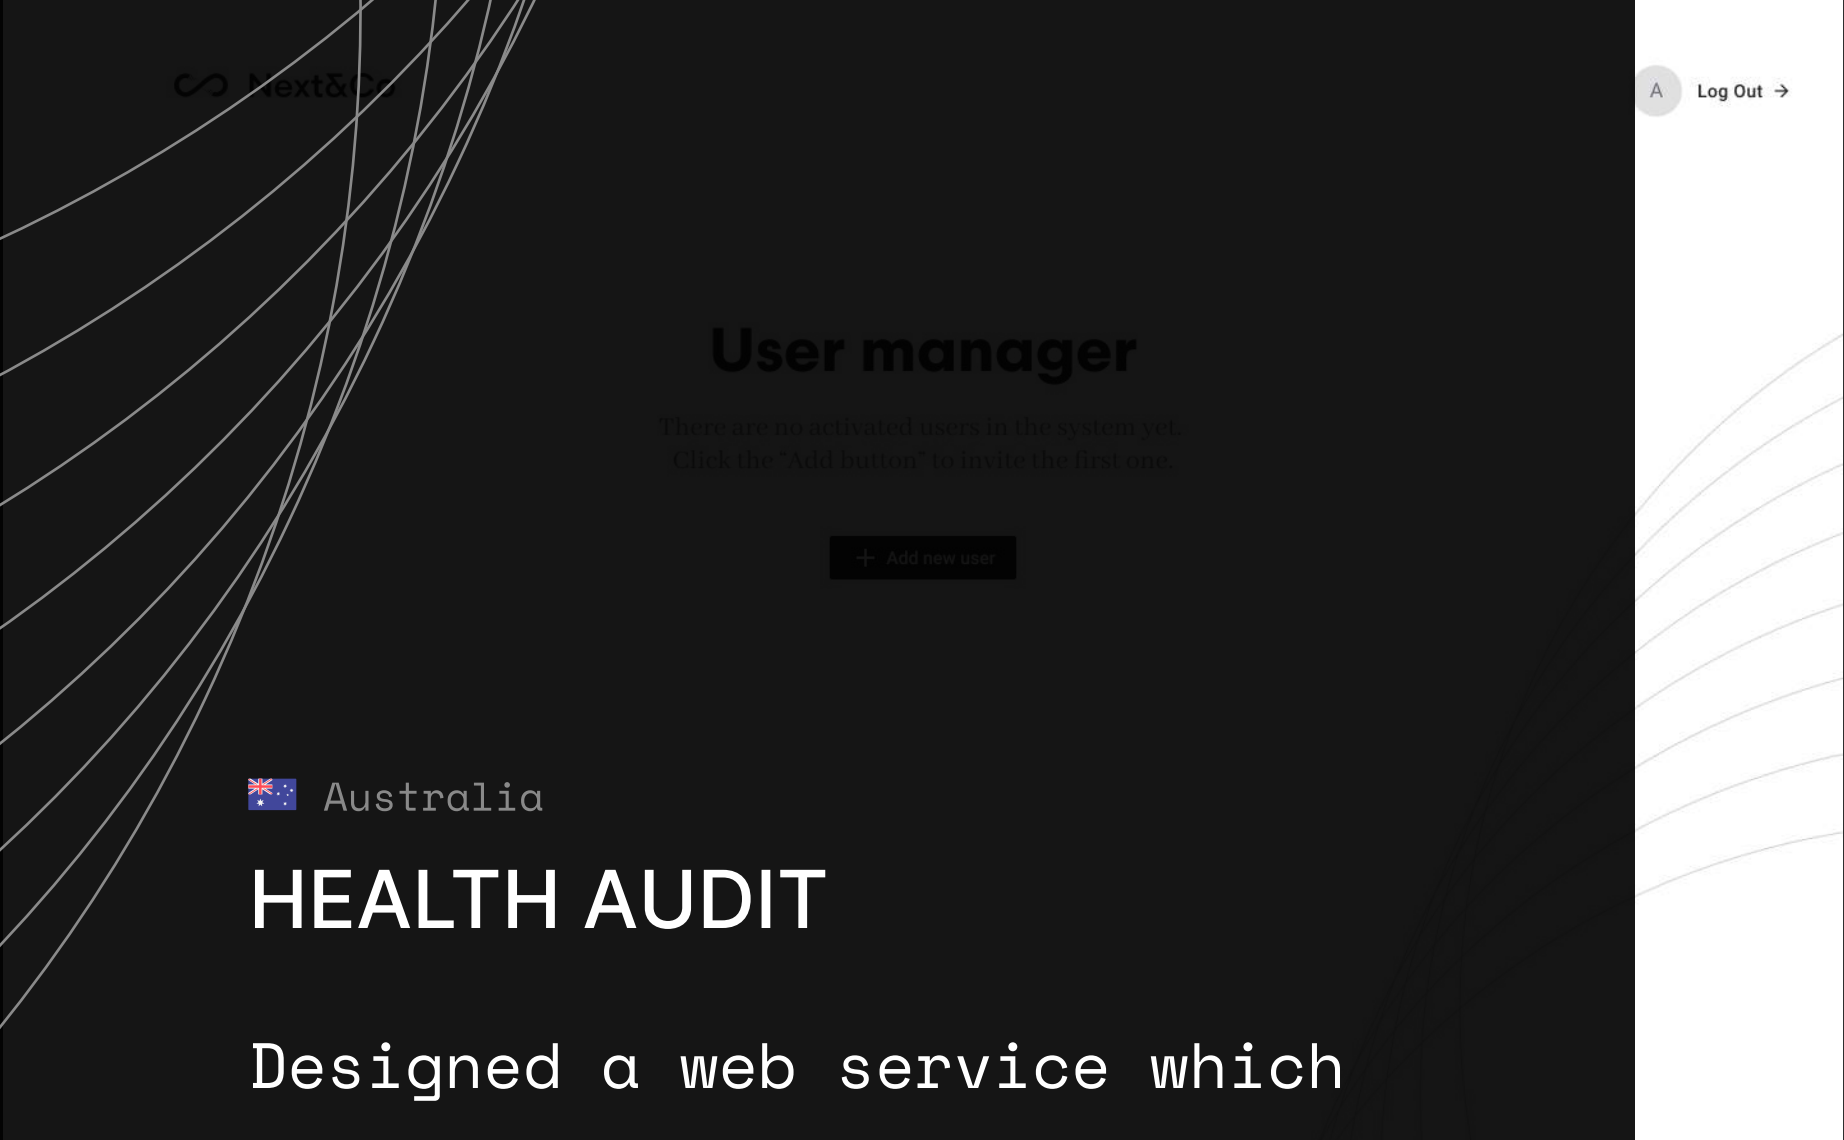 Next&Co
A
Log Out →
User manager
There are no activated users in the system yet.
Click the “Add button” to invite the first one.
+ Add new user
Australia
HEALTH AUDIT
Designed a web service which